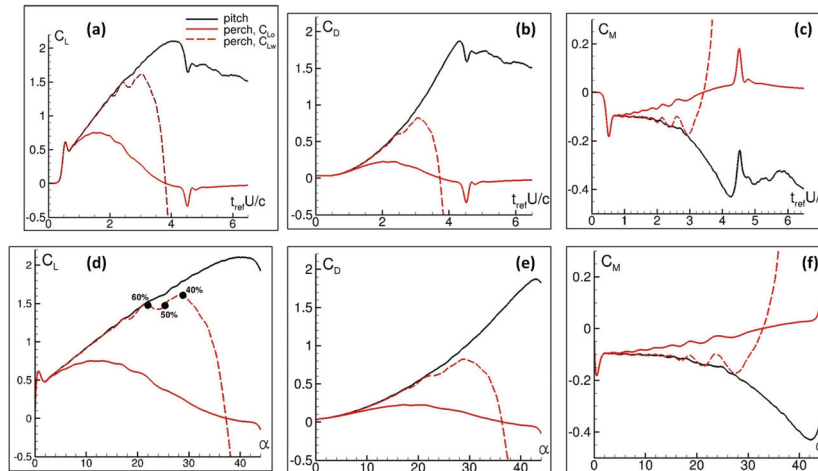 C_L (a)
pitch
perch, C_Lo
perch, C_Lw
2
1.5
1
0.5
0
-0.5
0 2 4 6
t_ref U/c
C_D (b)
2
1.5
1
0.5
0
-0.5
0 2 4 6
t_ref U/c
C_M (c)
0.2
0
-0.2
-0.4
0 1 2 3 4 5 6
t_ref U/c
C_L (d)
2
1.5
1
0.5
0
-0.5
60%
50%
40%
0 10 20 30 40
α
C_D (e)
2
1.5
1
0.5
0
-0.5
0 10 20 30 40
α
C_M (f)
0.2
0
-0.2
-0.4
0 10 20 30 40